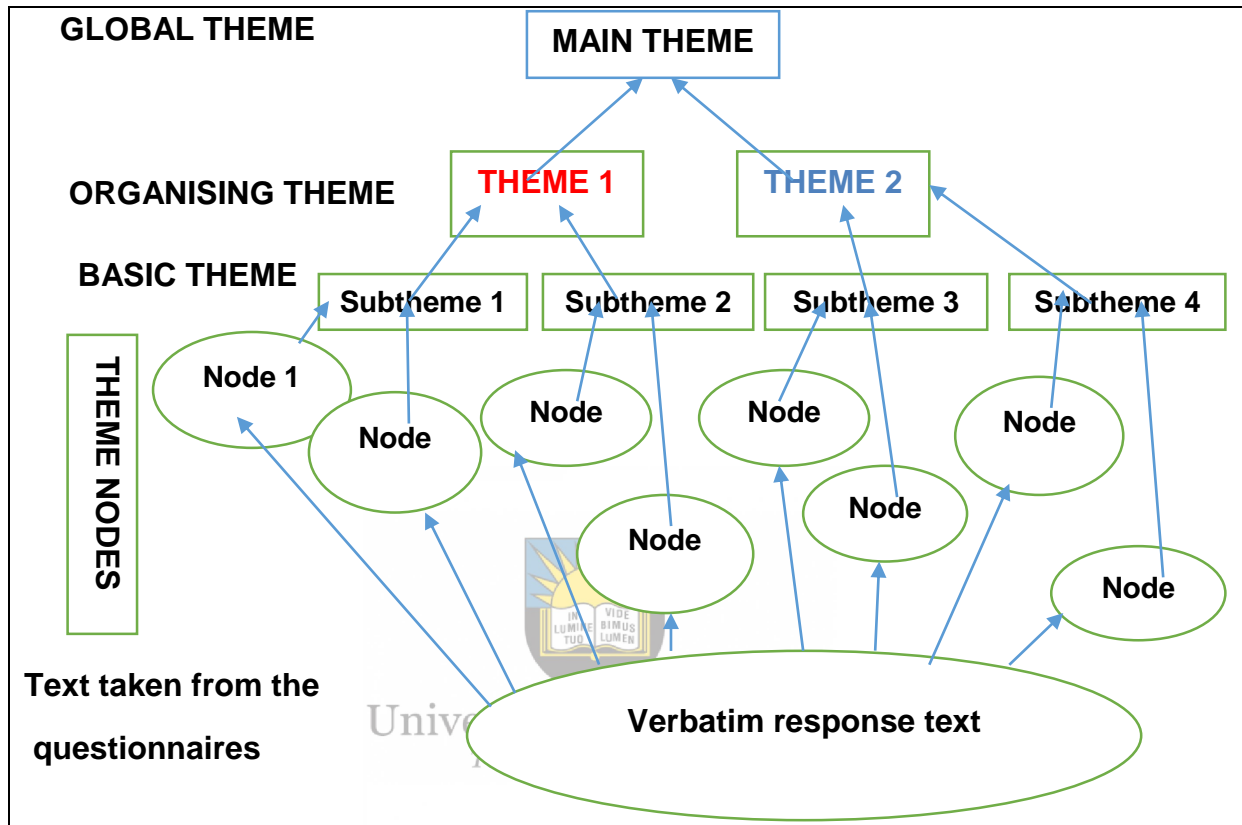 GLOBAL THEME
MAIN THEME
ORGANISING THEME
THEME 1
THEME 2
BASIC THEME
Subtheme 1
Subtheme 2
Subtheme 3
Subtheme 4
THEME NODES
Node 1
Node
Node
Node
Node
Node
Node
Node
IN
LUMINE
TUO
VIDE
BIMUS
LUMEN
Text taken from the
questionnaires
Verbatim response text